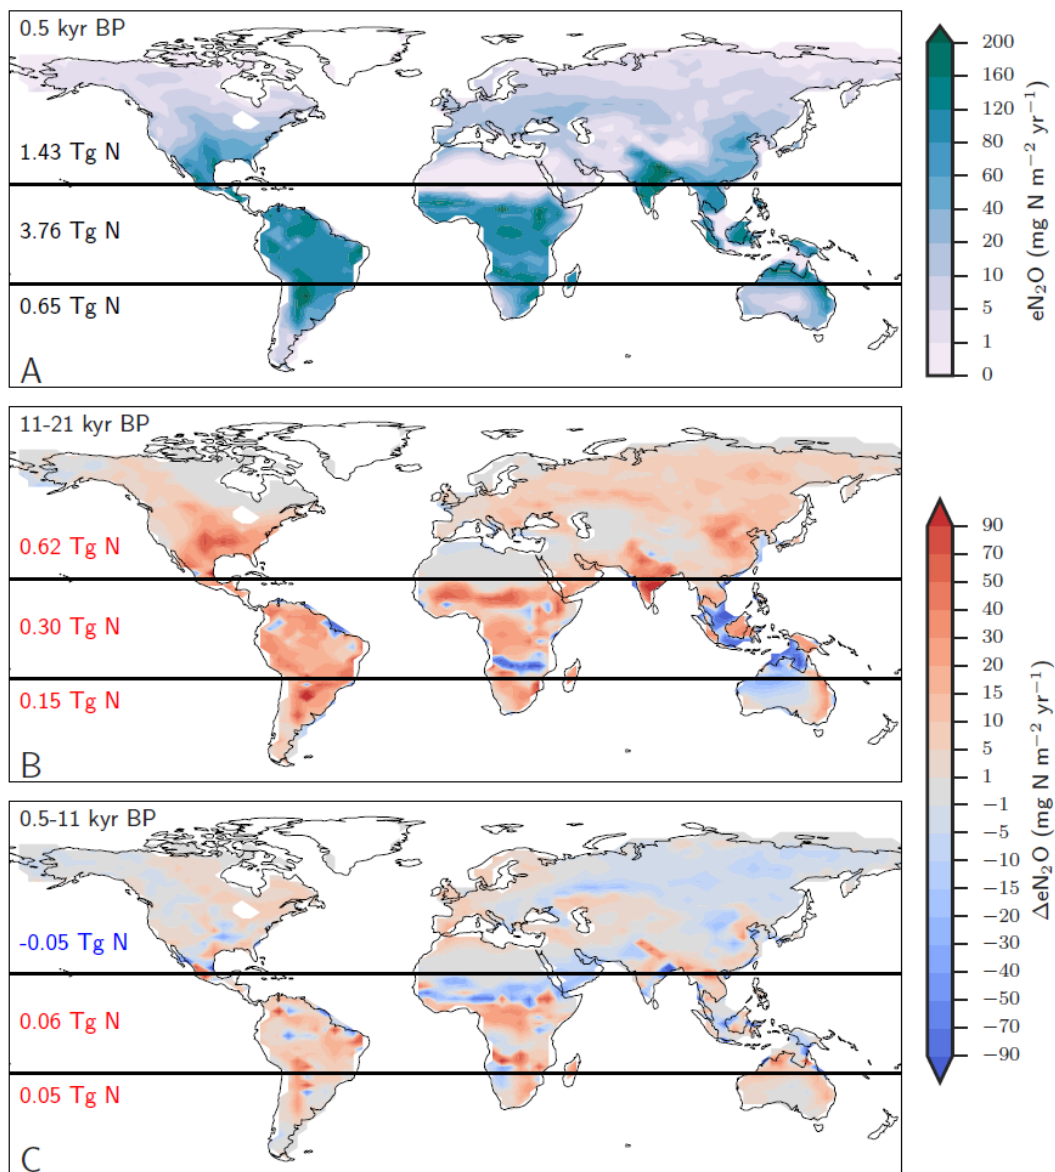 0.5 kyr BP
1.43 Tg N
3.76 Tg N
0.65 Tg N
A
200
160
120
80
60
40
20
10
5
1
0
eN₂O (mg N m⁻² yr⁻¹)
11-21 kyr BP
0.62 Tg N
0.30 Tg N
0.15 Tg N
B
0.5-11 kyr BP
-0.05 Tg N
0.06 Tg N
0.05 Tg N
C
90
70
50
40
30
20
15
10
5
1
−1
−5
−10
−15
−20
−30
−40
−50
−70
−90
ΔeN₂O (mg N m⁻² yr⁻¹)